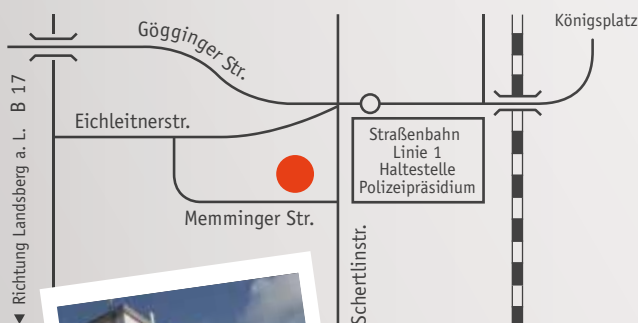 Königsplatz
Gögginger Str.
Eichleitnerstr.
Straßenbahn
Linie 1
Haltestelle
Polizeipräsidium
Memminger Str.
Schertlinstr.
◄ Richtung Landsberg a. L. B 17